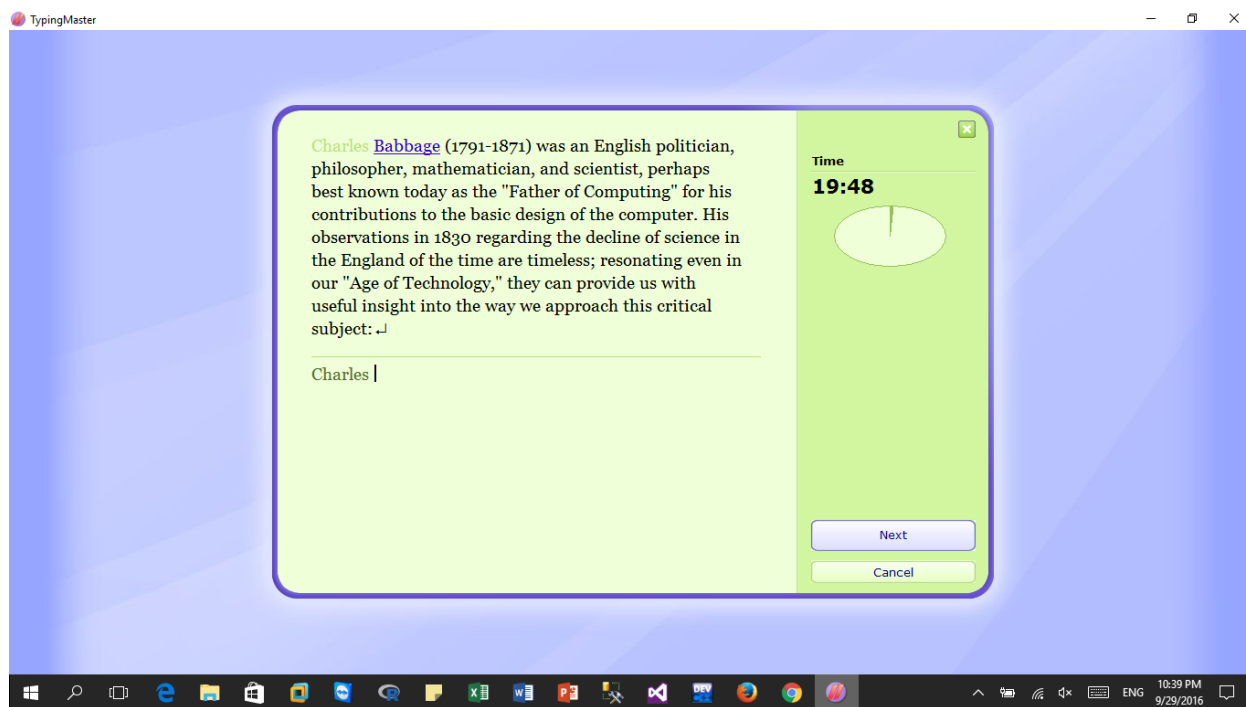 TypingMaster
Charles Babbage (1791-1871) was an English politician,
philosopher, mathematician, and scientist, perhaps
best known today as the "Father of Computing" for his
contributions to the basic design of the computer. His
observations in 1830 regarding the decline of science in
the England of the time are timeless; resonating even in
our "Age of Technology," they can provide us with
useful insight into the way we approach this critical
subject:↵
Charles
Time
19:48
Next
Cancel
DEV
ENG
10:39 PM
9/29/2016